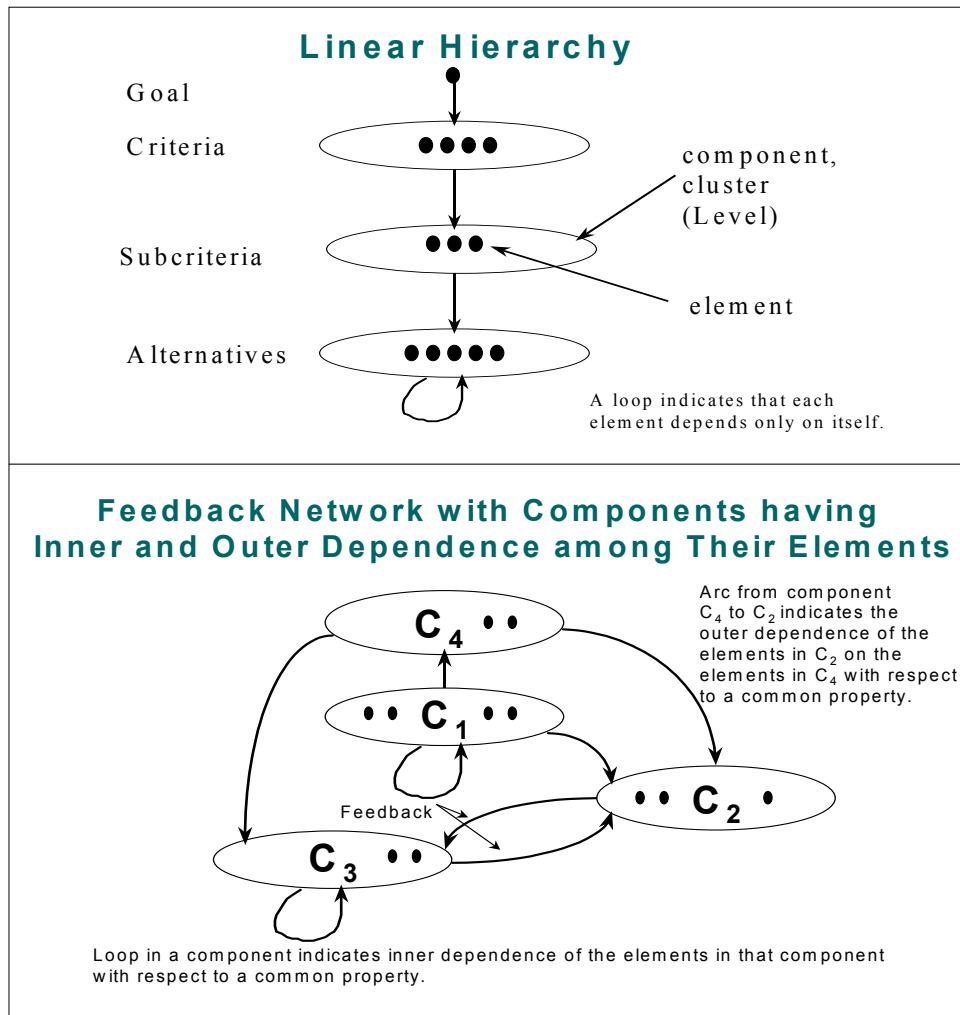 Linear Hierarchy
Goal
Criteria
component,
cluster
(Level)
Subcriteria
element
Alternatives
A loop indicates that each
element depends only on itself.
Feedback Network with Components having
Inner and Outer Dependence among Their Elements
Arc from component
C4 to C2 indicates the
outer dependence of the
elements in C2 on the
elements in C4 with respect
to a common property.
C4
C1
C2
Feedback
C3
Loop in a component indicates inner dependence of the elements in that component
with respect to a common property.